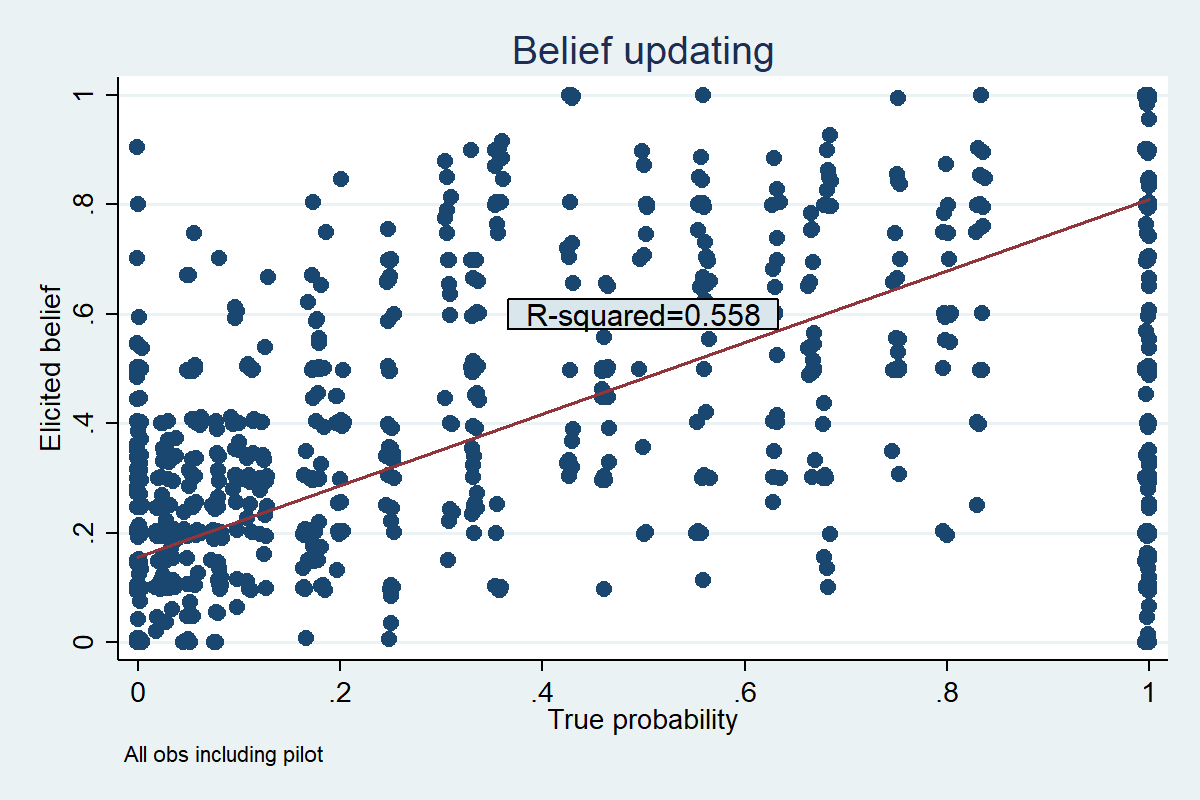 Belief updating
Elicited belief
1
.8
.6
.4
.2
0
R-squared=0.558
0 .2 .4 .6 .8 1
True probability
All obs including pilot